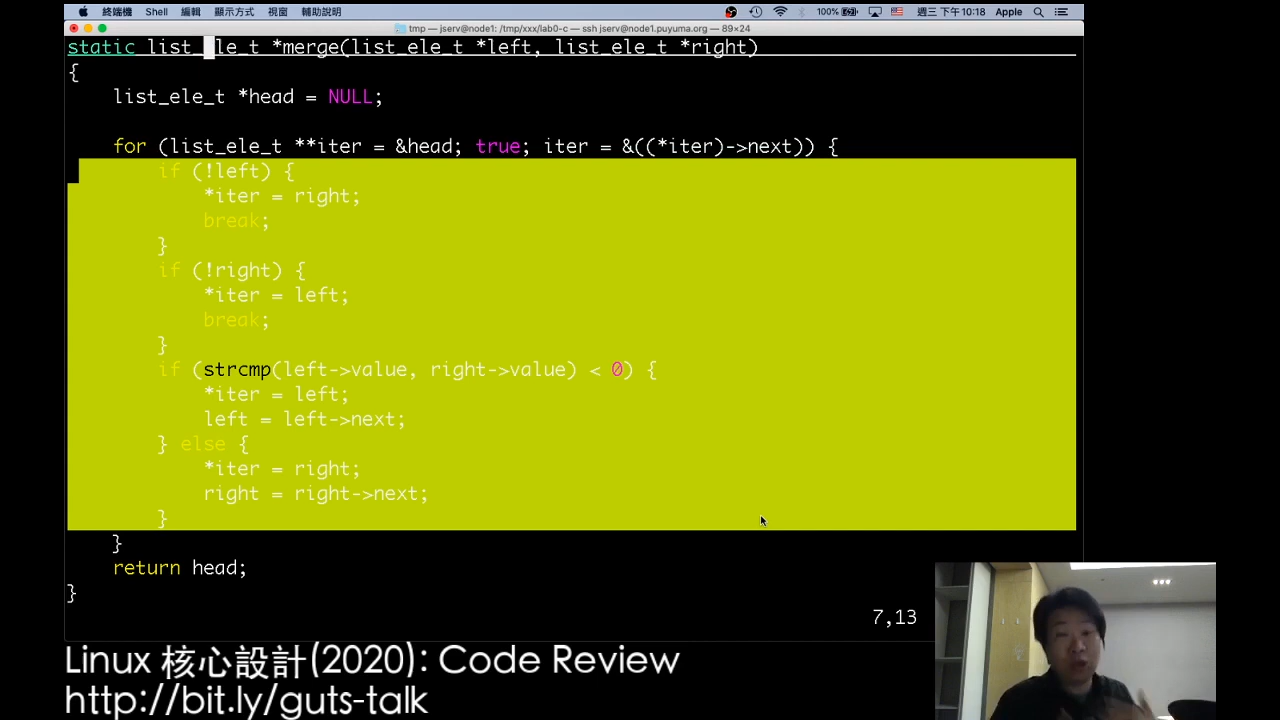 終端機 Shell 編輯 顯示方式 視窗 輔助說明 100% 週三 下午 10:18 Apple
tmp — jserv@node1: /tmp/xxx/lab0-c — ssh jserv@node1.puyuma.org — 89×24
static list_ele_t *merge(list_ele_t *left, list_ele_t *right)
{
    list_ele_t *head = NULL;
    for (list_ele_t **iter = &head; true; iter = &((*iter)->next)) {
        if (!left) {
            *iter = right;
            break;
        }
        if (!right) {
            *iter = left;
            break;
        }
        if (strcmp(left->value, right->value) < 0) {
            *iter = left;
            left = left->next;
        } else {
            *iter = right;
            right = right->next;
        }
    }
    return head;
}
7,13
Linux 核心設計(2020): Code Review
http://bit.ly/guts-talk